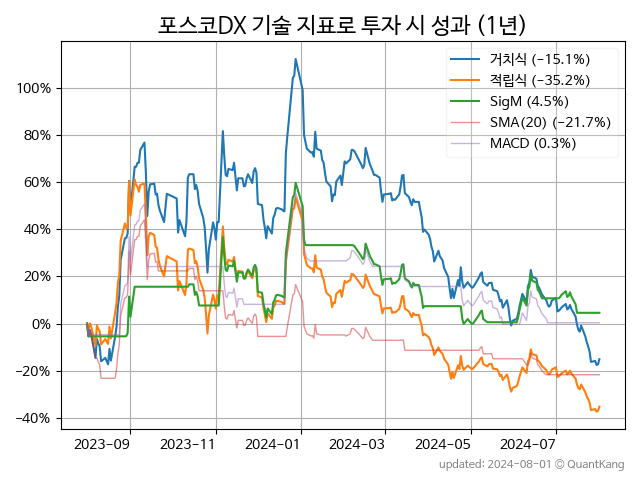 포스코DX 기술 지표로 투자 시 성과 (1년)
거치식 (-15.1%)
적립식 (-35.2%)
SigM (4.5%)
SMA(20) (-21.7%)
MACD (0.3%)
100%
80%
60%
40%
20%
0%
-20%
-40%
2023-09
2023-11
2024-01
2024-03
2024-05
2024-07
updated: 2024-08-01 © QuantKang